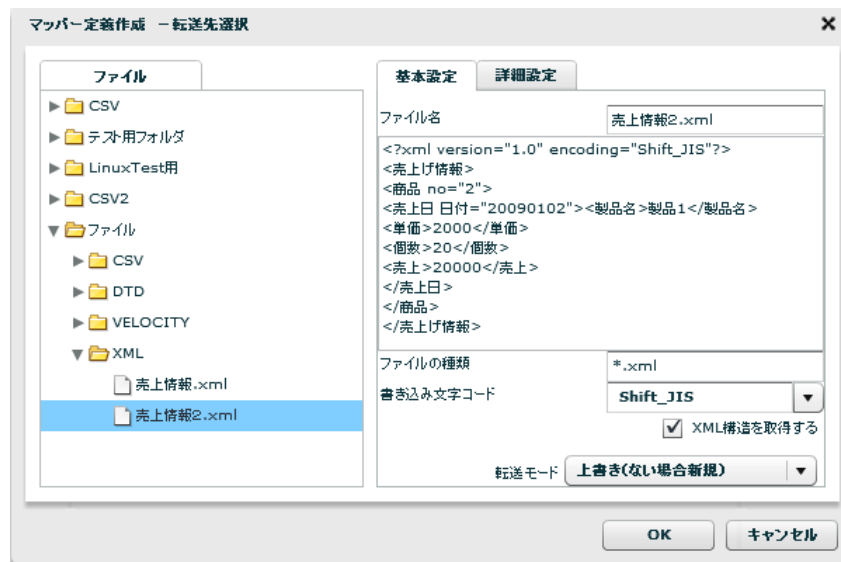 マッパー定義作成 －転送先選択
ファイル
CSV
テスト用フォルダ
LinuxTest用
CSV2
ファイル
CSV
DTD
VELOCITY
XML
売上情報.xml
売上情報2.xml
基本設定 詳細設定
ファイル名 売上情報2.xml
<?xml version="1.0" encoding="Shift_JIS"?>
<売上げ情報>
<商品 no="2">
<売上日 日付="20090102"><製品名>製品1</製品名>
<単価>2000</単価>
<個数>20</個数>
<売上>20000</売上>
</売上日>
</商品>
</売上げ情報>
ファイルの種類 *.xml
書き込み文字コード Shift_JIS
XML構造を取得する
転送モード 上書き(ない場合新規)
OK キャンセル